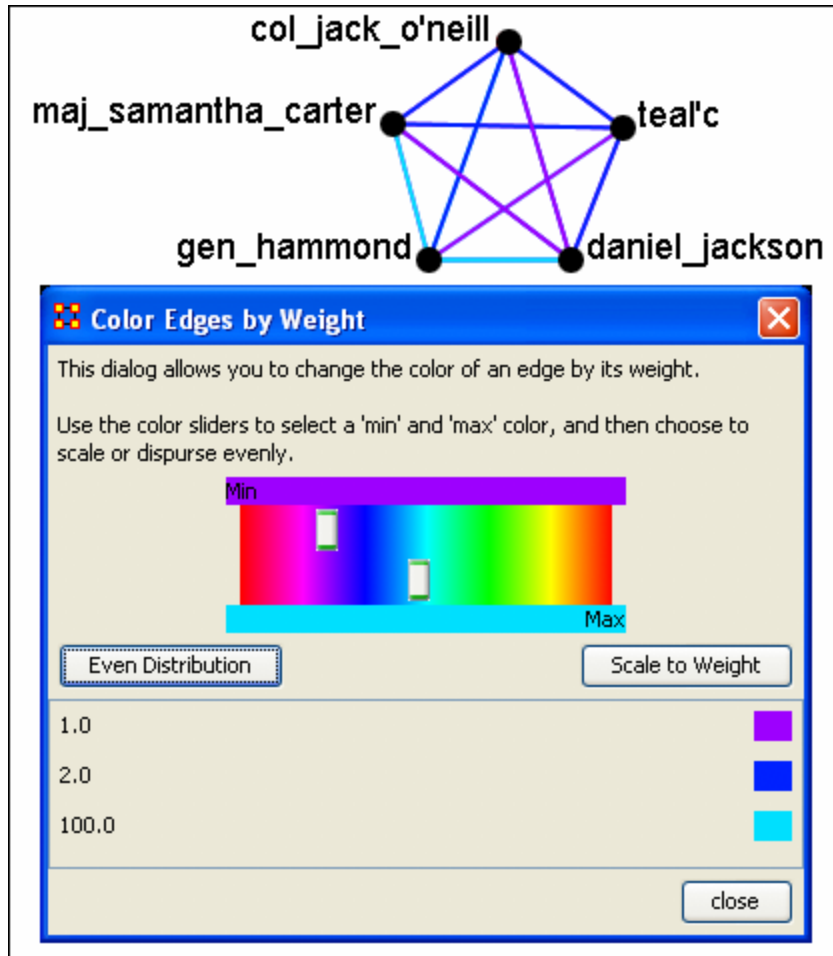 col_jack_o'neill
maj_samantha_carter
teal'c
gen_hammond
daniel_jackson
Color Edges by Weight
This dialog allows you to change the color of an edge by its weight.
Use the color sliders to select a 'min' and 'max' color, and then choose to
scale or dispurse evenly.
Min
Max
Even Distribution
Scale to Weight
1.0
2.0
100.0
close